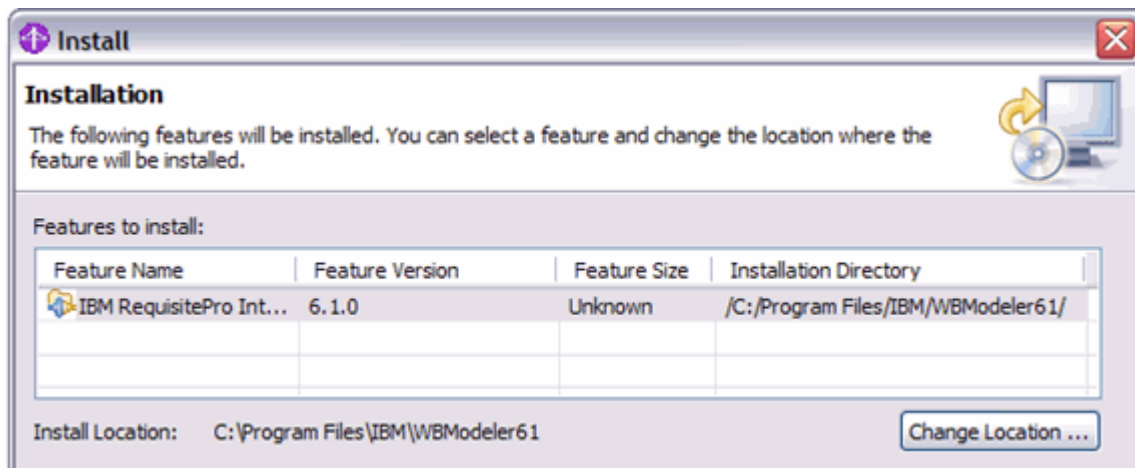 Install
Installation
The following features will be installed. You can select a feature and change the location where the
feature will be installed.
Features to install:
Feature Name Feature Version Feature Size Installation Directory
IBM RequisitePro Int... 6.1.0 Unknown /C:/Program Files/IBM/WBModeler61/
Install Location: C:\Program Files\IBM\WBModeler61 Change Location ...